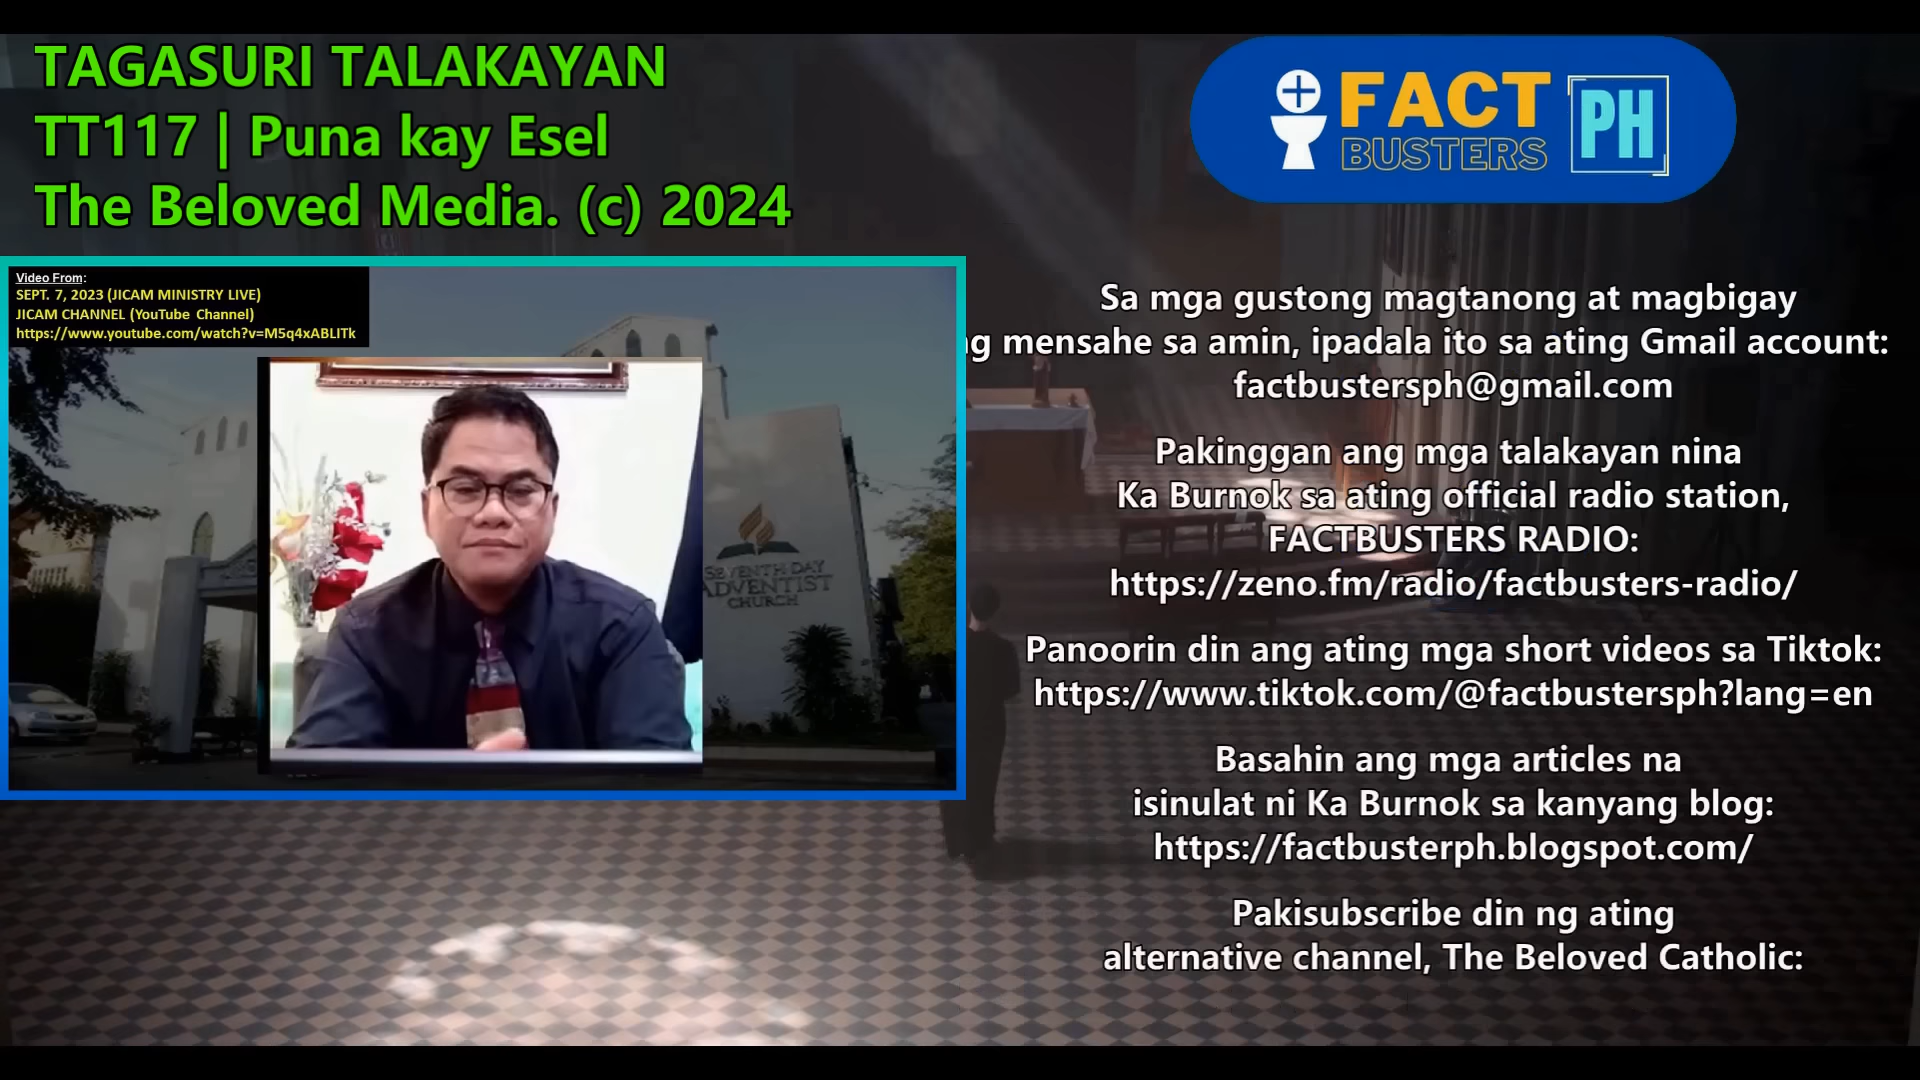 TAGASURI TALAKAYAN
TT117 | Puna kay Esel
The Beloved Media. (c) 2024
FACT
BUSTERS
PH
Video From:
SEPT. 7, 2023 (JICAM MINISTRY LIVE)
JICAM CHANNEL (YouTube Channel)
https://www.youtube.com/watch?v=M5q4xABLITk
SEVENTH DAY
ADVENTIST
CHURCH
Sa mga gustong magtanong at magbigay
g mensahe sa amin, ipadala ito sa ating Gmail account:
factbustersph@gmail.com
Pakinggan ang mga talakayan nina
Ka Burnok sa ating official radio station,
FACTBUSTERS RADIO:
https://zeno.fm/radio/factbusters-radio/
Panoorin din ang ating mga short videos sa Tiktok:
https://www.tiktok.com/@factbustersph?lang=en
Basahin ang mga articles na
isinulat ni Ka Burnok sa kanyang blog:
https://factbusterph.blogspot.com/
Pakisubscribe din ng ating
alternative channel, The Beloved Catholic: